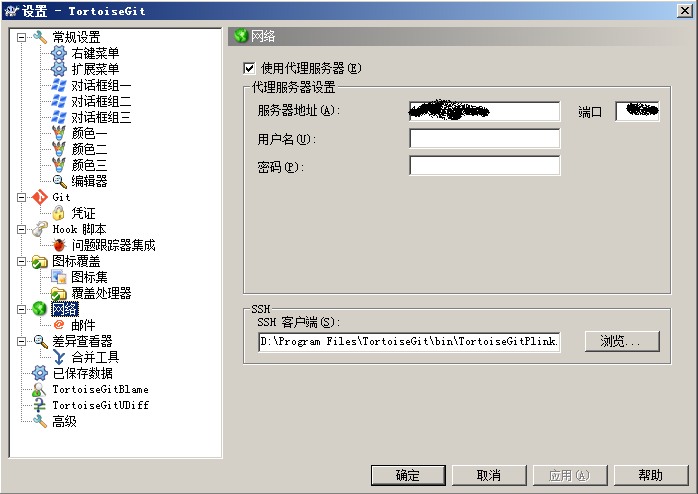 设置 - TortoiseGit
常规设置
右键菜单
扩展菜单
对话框组一
对话框组二
对话框组三
颜色一
颜色二
颜色三
编辑器
Git
凭证
Hook 脚本
问题跟踪器集成
图标覆盖
图标集
覆盖处理器
网络
邮件
差异查看器
合并工具
已保存数据
TortoiseGitBlame
TortoiseGitUDiff
高级
网络
使用代理服务器(E)
代理服务器设置
服务器地址(A):
端口
用户名(U):
密码(P):
SSH
SSH 客户端(S):
D:\Program Files\TortoiseGit\bin\TortoiseGitPlink.
浏览...
确定
取消
应用(A)
帮助